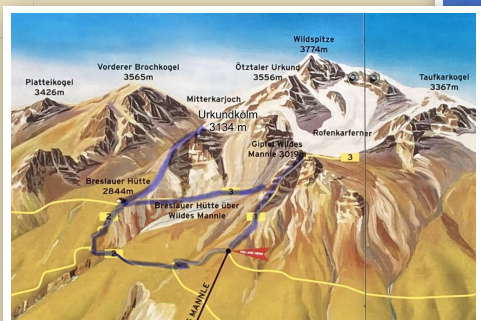 Wildspitze
3774m
Vorderer Brochkogel
3565m
Ötztaler Urkund
3556m
Platteikogel
3426m
Taufkarkogel
3367m
Mitterkarjoch
Urkundkolm
3134 m
Rofenkarferner
Gipfel Wildes
Mannle 3019m
3
Breslauer Hütte
2844m
3
Breslauer Hütte über
Wildes Mannle
2
2
MANNLE